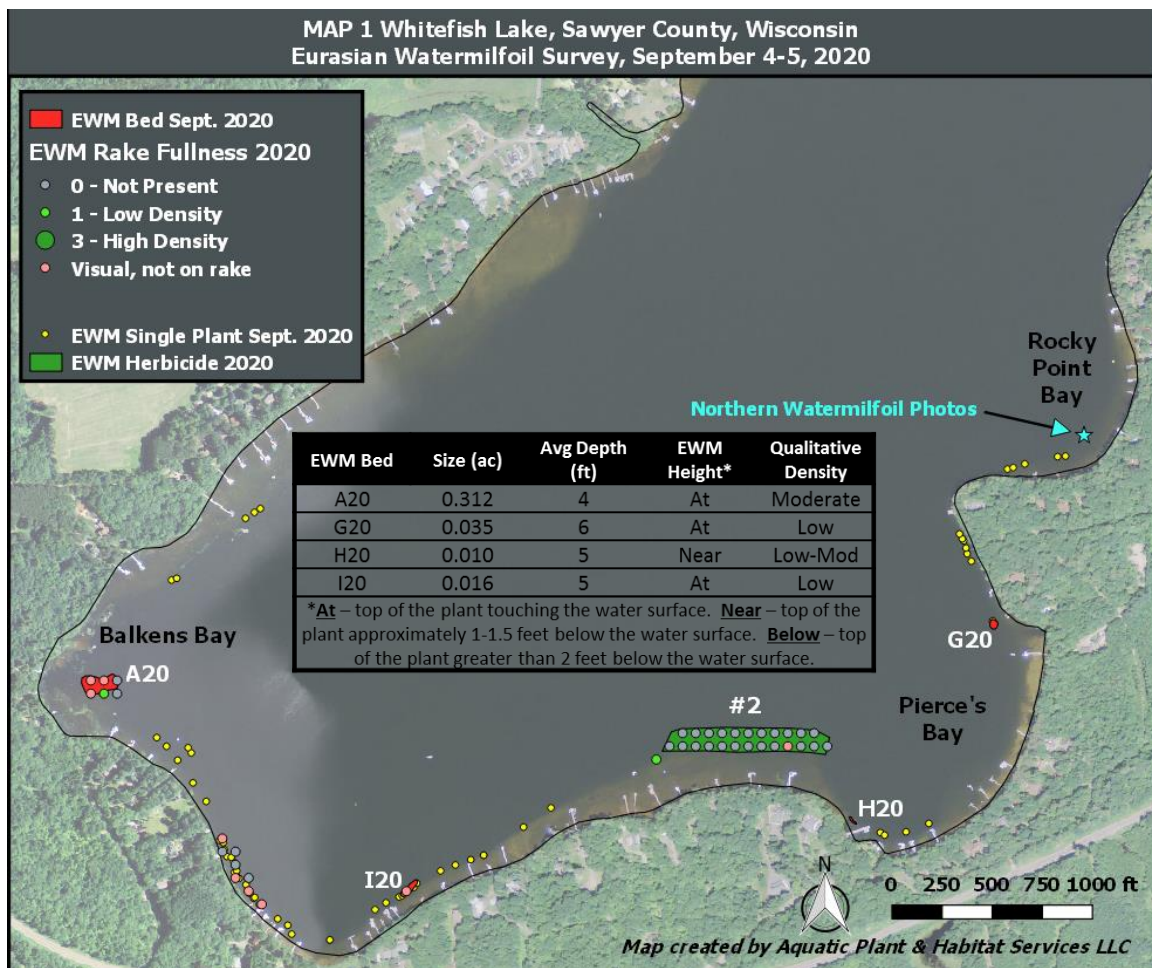 MAP 1 Whitefish Lake, Sawyer County, Wisconsin
Eurasian Watermilfoil Survey, September 4-5, 2020
EWM Bed Sept. 2020
EWM Rake Fullness 2020
0 - Not Present
1 - Low Density
3 - High Density
Visual, not on rake
EWM Single Plant Sept. 2020
EWM Herbicide 2020
Rocky
Point
Bay
Northern Watermilfoil Photos
EWM Bed Size (ac) Avg Depth (ft) EWM Height* Qualitative Density
A20 0.312 4 At Moderate
G20 0.035 6 At Low
H20 0.010 5 Near Low-Mod
I20 0.016 5 At Low
*At – top of the plant touching the water surface. Near – top of the
plant approximately 1-1.5 feet below the water surface. Below – top
of the plant greater than 2 feet below the water surface.
Balkens Bay
A20
G20
#2
Pierce's
Bay
H20
I20
N
0 250 500 750 1000 ft
Map created by Aquatic Plant & Habitat Services LLC